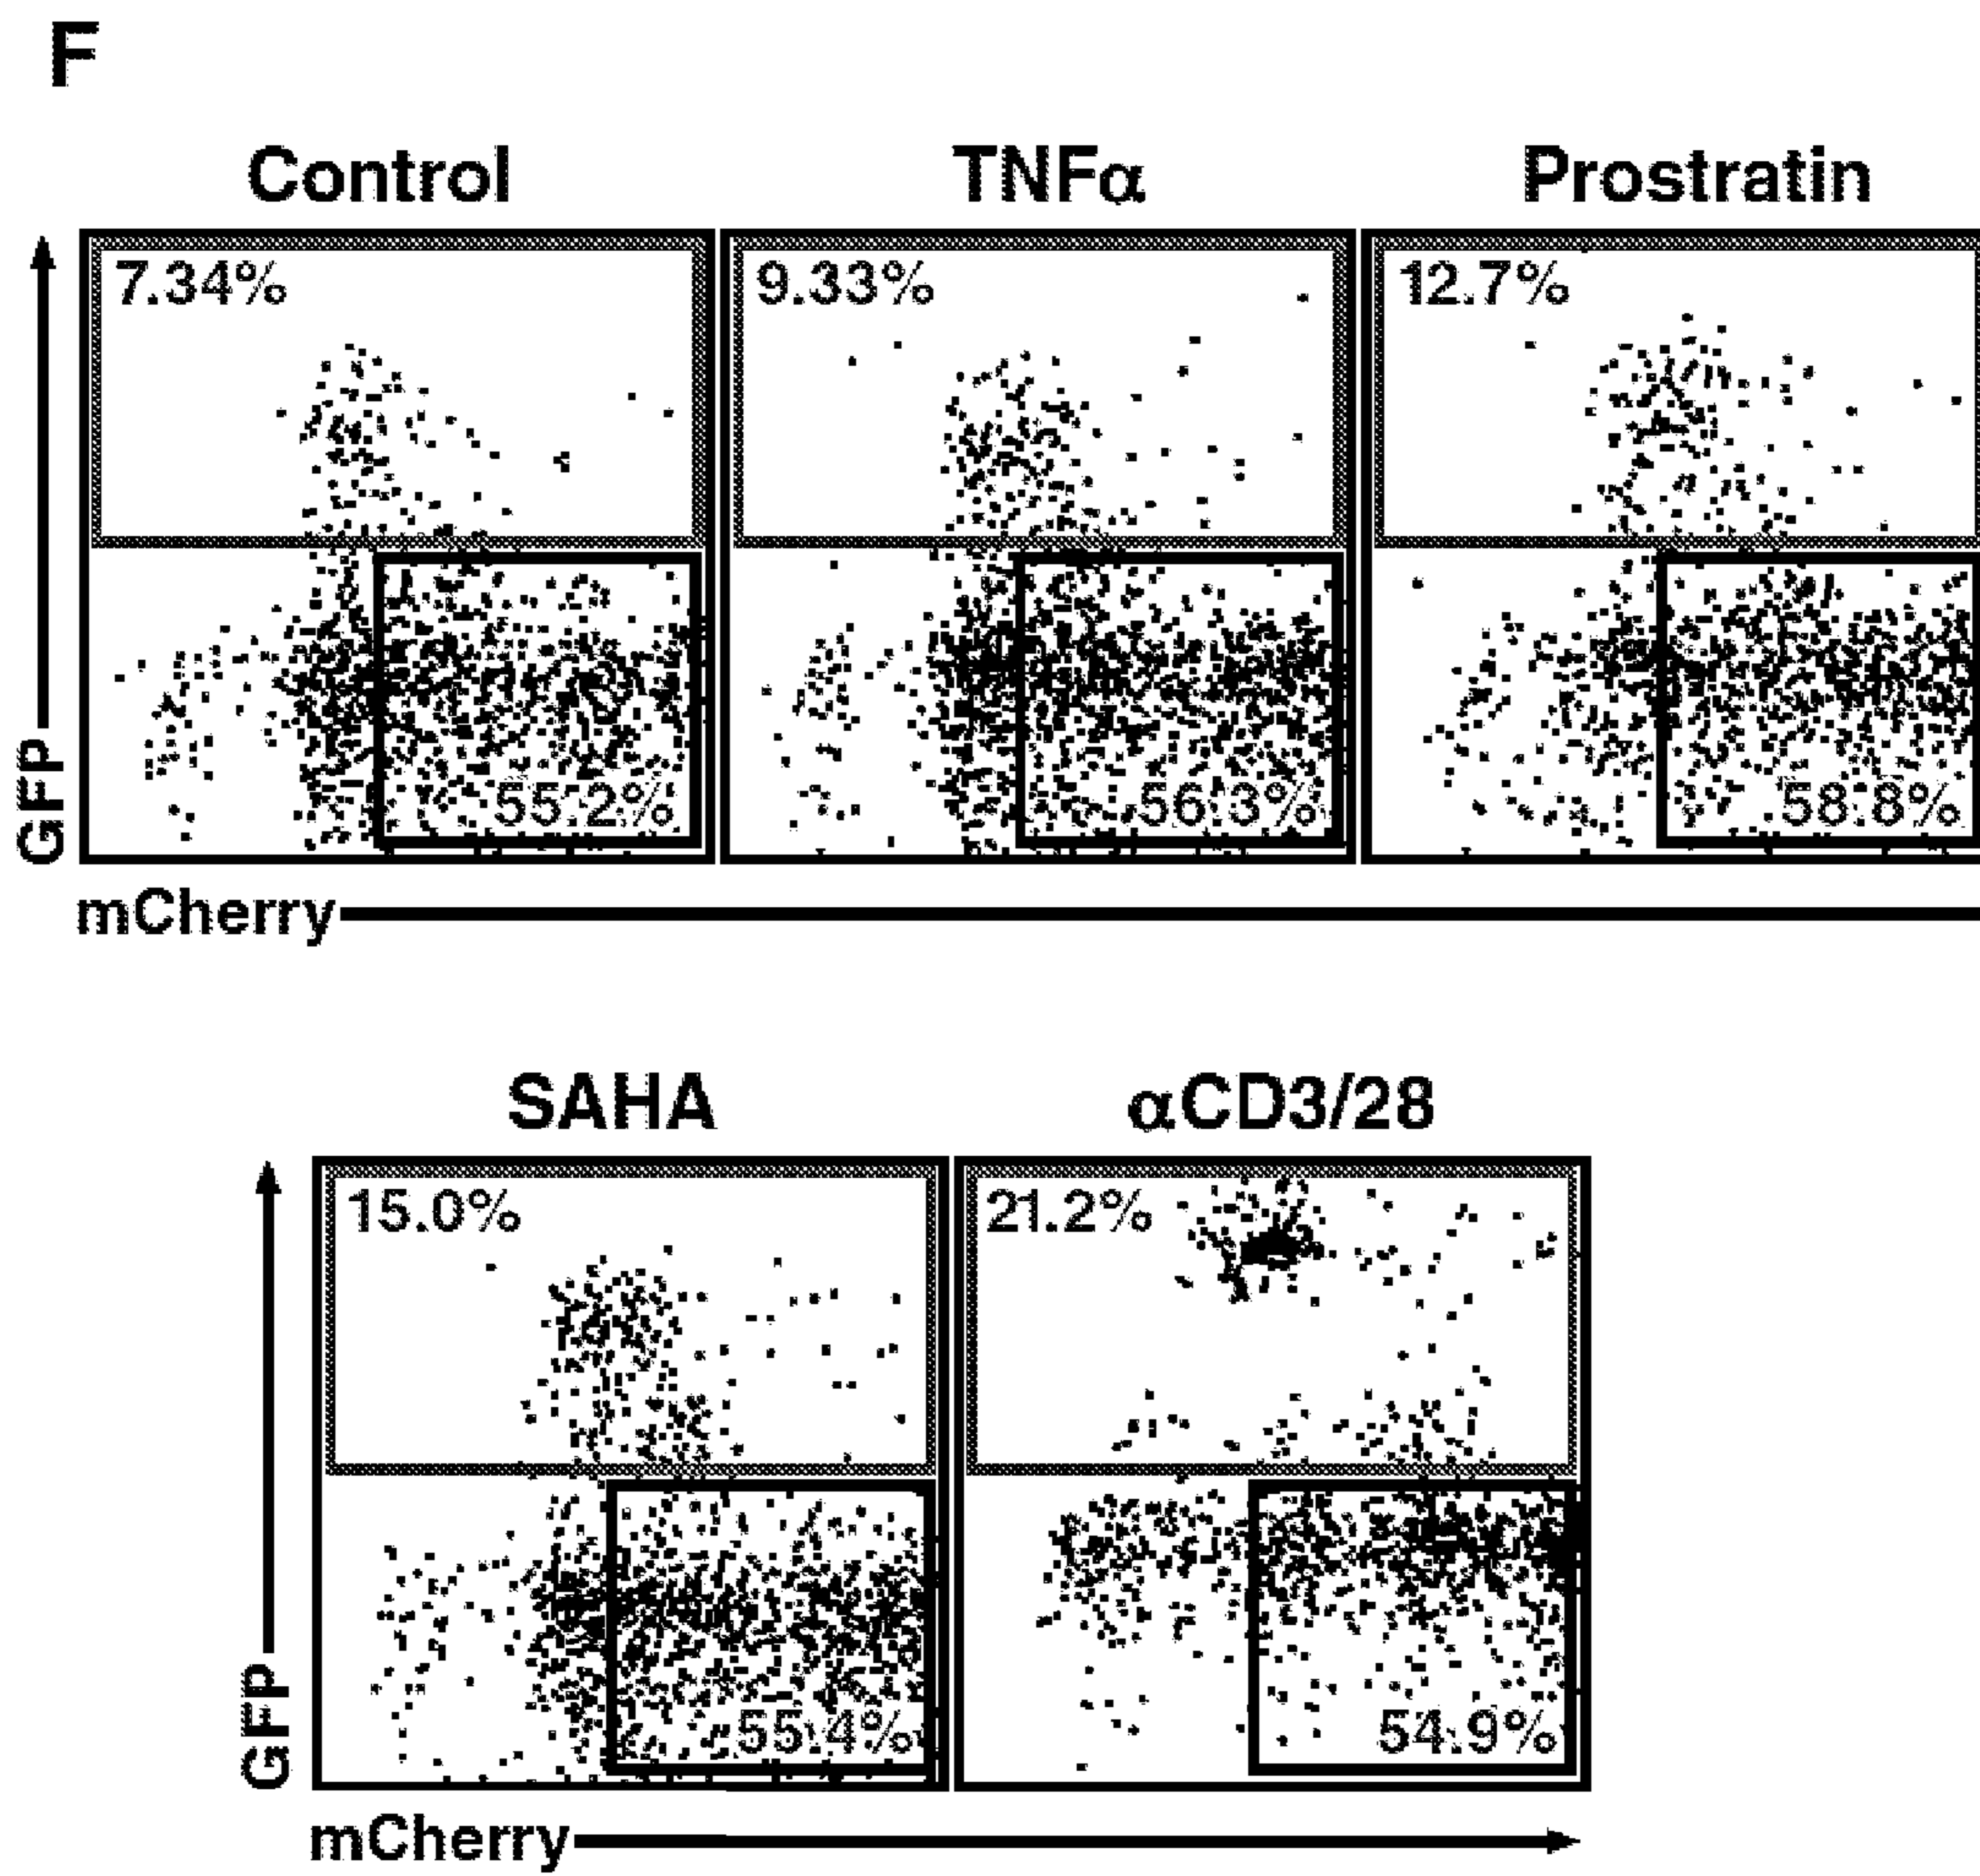 F
Control TNFα Prostratin
7.34% 9.33% 12.7%
55.2% 56.3% 58.8%
GFP
mCherry
SAHA αCD3/28
15.0% 21.2%
55.4% 54.9%
GFP
mCherry